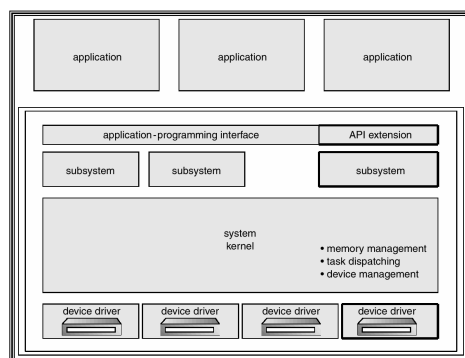 application application application
application-programming interface API extension
subsystem subsystem subsystem
system
kernel
• memory management
• task dispatching
• device management
device driver device driver device driver device driver